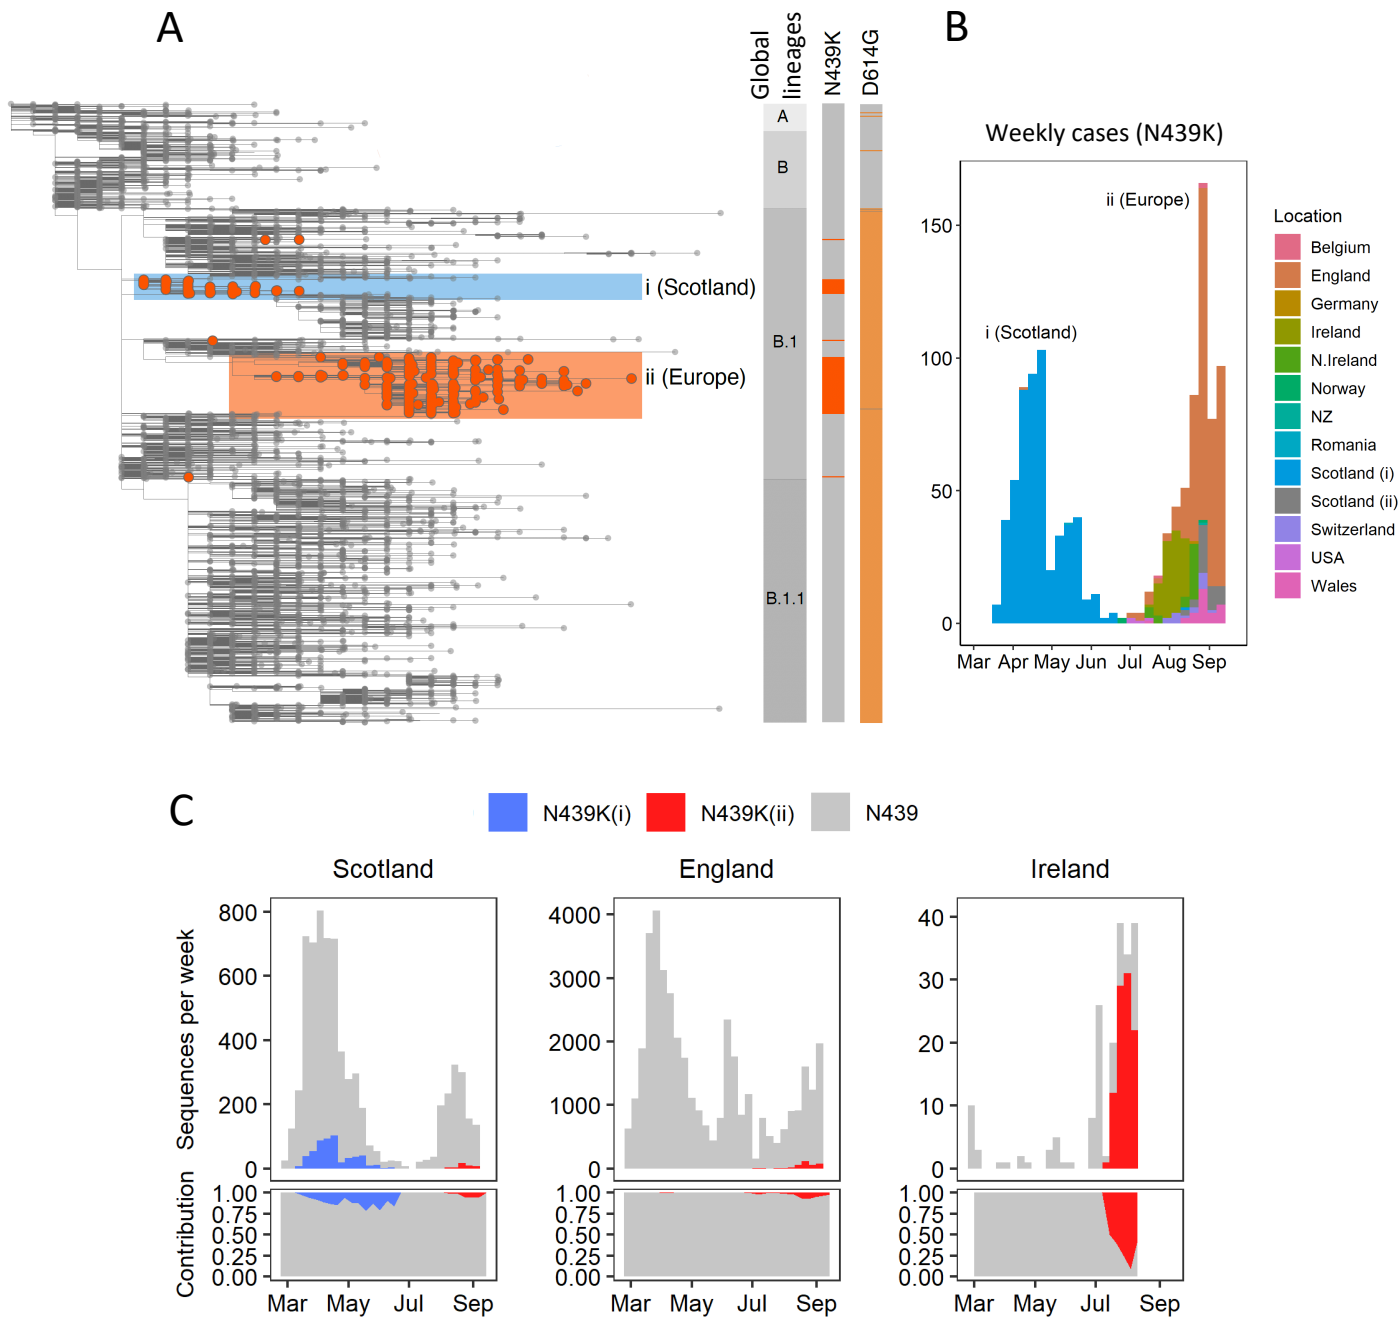 A
Global
lineages
N439K
D614G
A
B
B.1
B.1.1
i (Scotland)
ii (Europe)
B
Weekly cases (N439K)
ii (Europe)
i (Scotland)
150
100
50
0
Mar Apr May Jun Jul Aug Sep
Location
Belgium
England
Germany
Ireland
N.Ireland
Norway
NZ
Romania
Scotland (i)
Scotland (ii)
Switzerland
USA
Wales
C
N439K(i) N439K(ii) N439
Scotland England Ireland
Sequences per week
800
600
400
200
0
4000
3000
2000
1000
0
40
30
20
10
0
Contribution
1.00
0.75
0.50
0.25
0.00
1.00
0.75
0.50
0.25
0.00
1.00
0.75
0.50
0.25
0.00
Mar May Jul Sep
Mar May Jul Sep
Mar May Jul Sep